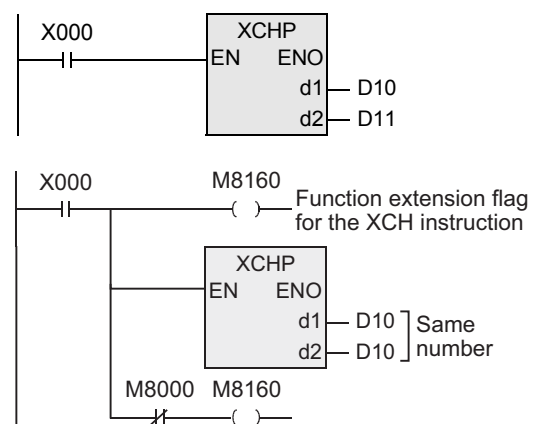 X000
XCHP
EN ENO
d1 D10
d2 D11
X000 M8160
Function extension flag
for the XCH instruction
XCHP
EN ENO
d1 D10
d2 D10
Same
number
M8000 M8160